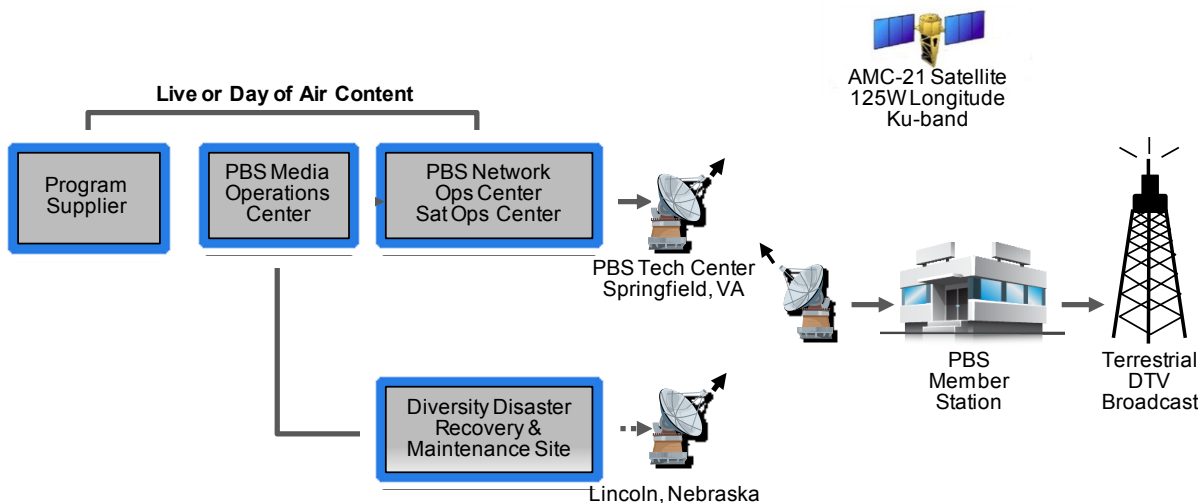 AMC-21 Satellite
125W Longitude
Ku-band
Live or Day of Air Content
Program
Supplier
PBS Media
Operations
Center
PBS Network
Ops Center
Sat Ops Center
PBS Tech Center
Springfield, VA
PBS
Member
Station
Terrestrial
DTV
Broadcast
Diversity Disaster
Recovery &
Maintenance Site
Lincoln, Nebraska